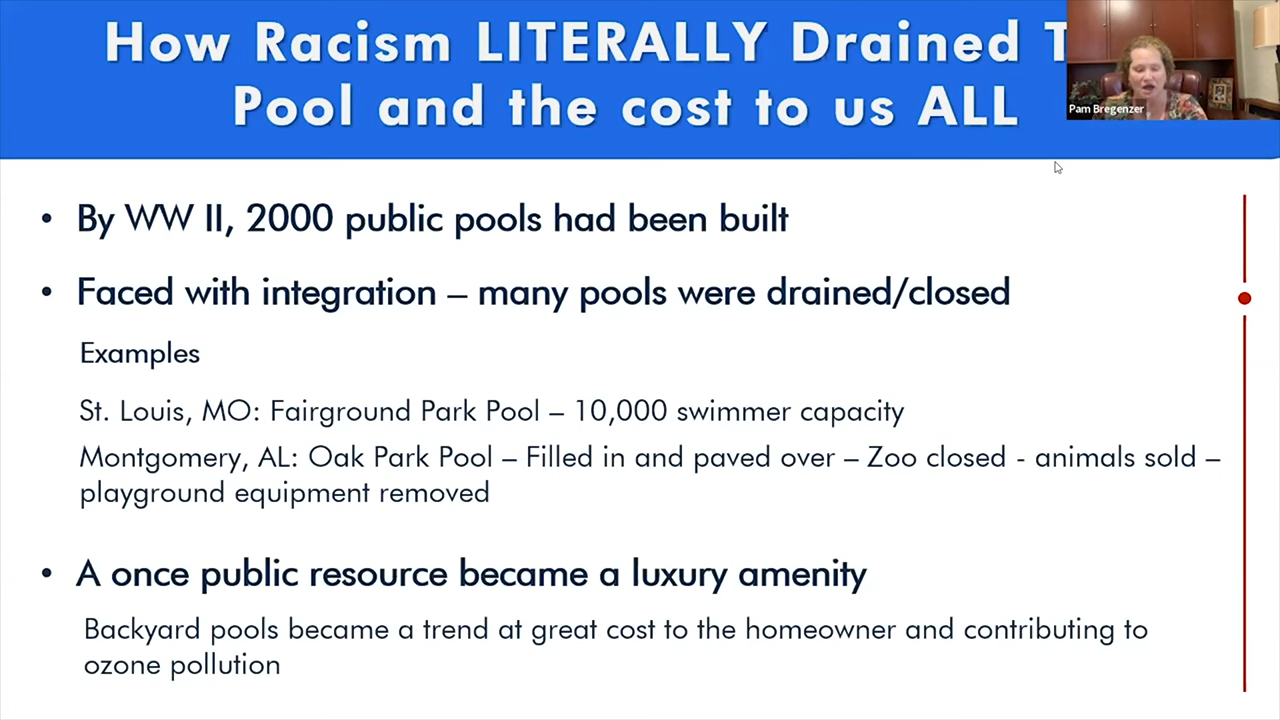 How Racism LITERALLY Drained
Pool and the cost to us ALL
Pam Bregenzer
• By WW II, 2000 public pools had been built
• Faced with integration – many pools were drained/closed
Examples
St. Louis, MO: Fairground Park Pool – 10,000 swimmer capacity
Montgomery, AL: Oak Park Pool – Filled in and paved over – Zoo closed - animals sold –
playground equipment removed
• A once public resource became a luxury amenity
Backyard pools became a trend at great cost to the homeowner and contributing to
ozone pollution